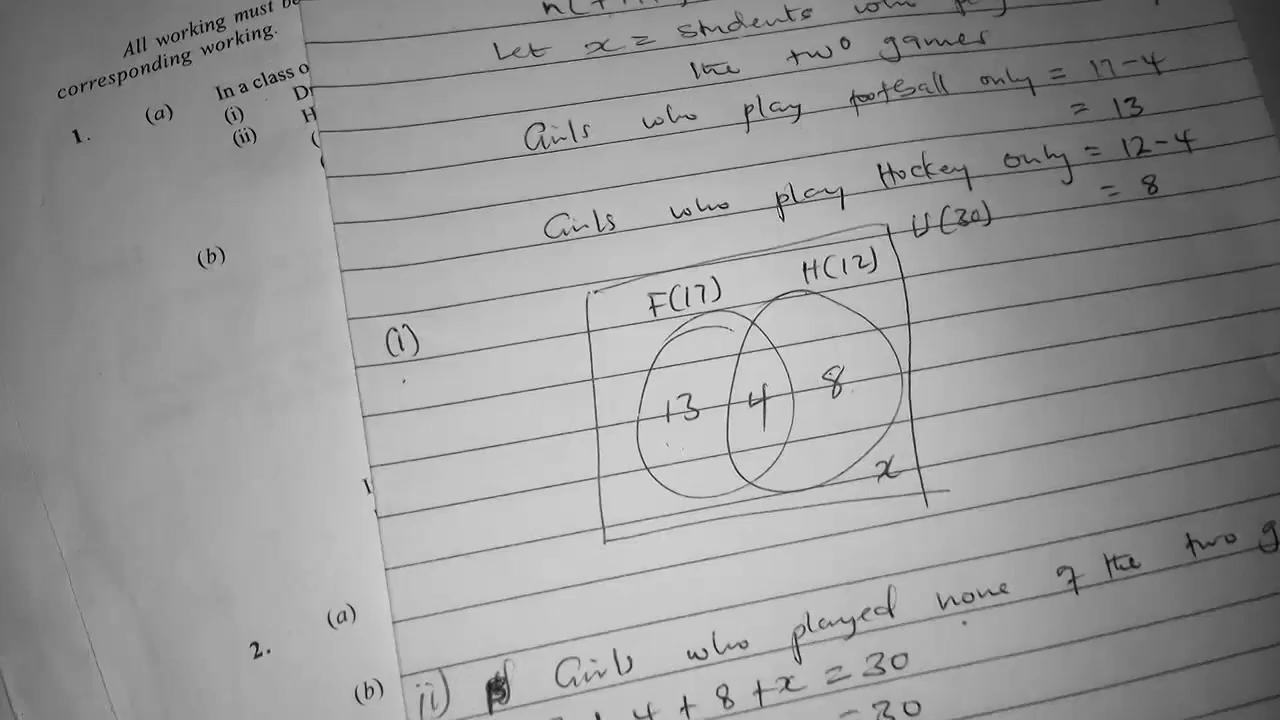 All working must be
corresponding working.
1. (a) In a class o
(i)
(ii)
(b)
2. (a)
(b)
Let x = students who
the two games
Girls who play football only = 17-4
= 13
Girls who play Hockey only = 12-4
= 8
(i)
U(30)
F(17) H(12)
13 4 8
x
ii) Girls who played none of the two g
4 + 8 + x = 30
= 30